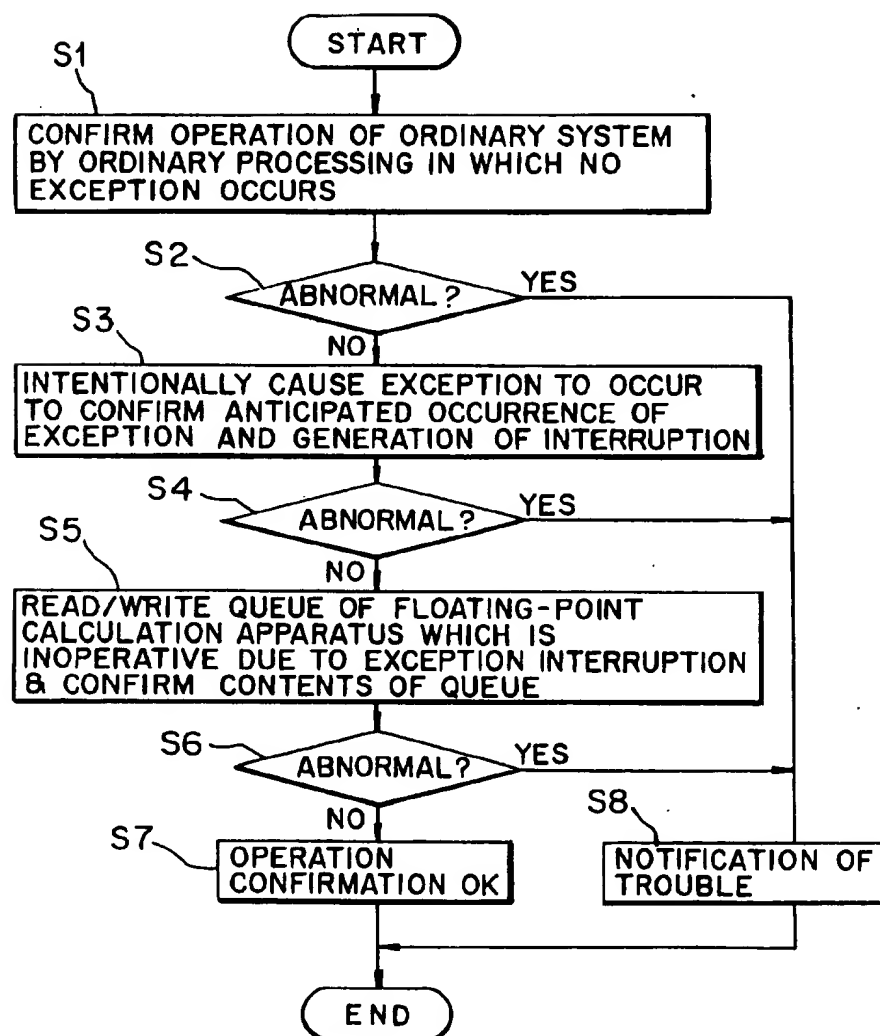 START
S1
CONFIRM OPERATION OF ORDINARY SYSTEM
BY ORDINARY PROCESSING IN WHICH NO
EXCEPTION OCCURS
S2
ABNORMAL?
YES
NO
S3
INTENTIONALLY CAUSE EXCEPTION TO OCCUR
TO CONFIRM ANTICIPATED OCCURRENCE OF
EXCEPTION AND GENERATION OF INTERRUPTION
S4
ABNORMAL?
YES
NO
S5
READ/WRITE QUEUE OF FLOATING-POINT
CALCULATION APPARATUS WHICH IS
INOPERATIVE DUE TO EXCEPTION INTERRUPTION
& CONFIRM CONTENTS OF QUEUE
S6
ABNORMAL?
YES
NO
S7
OPERATION
CONFIRMATION OK
S8
NOTIFICATION OF
TROUBLE
END